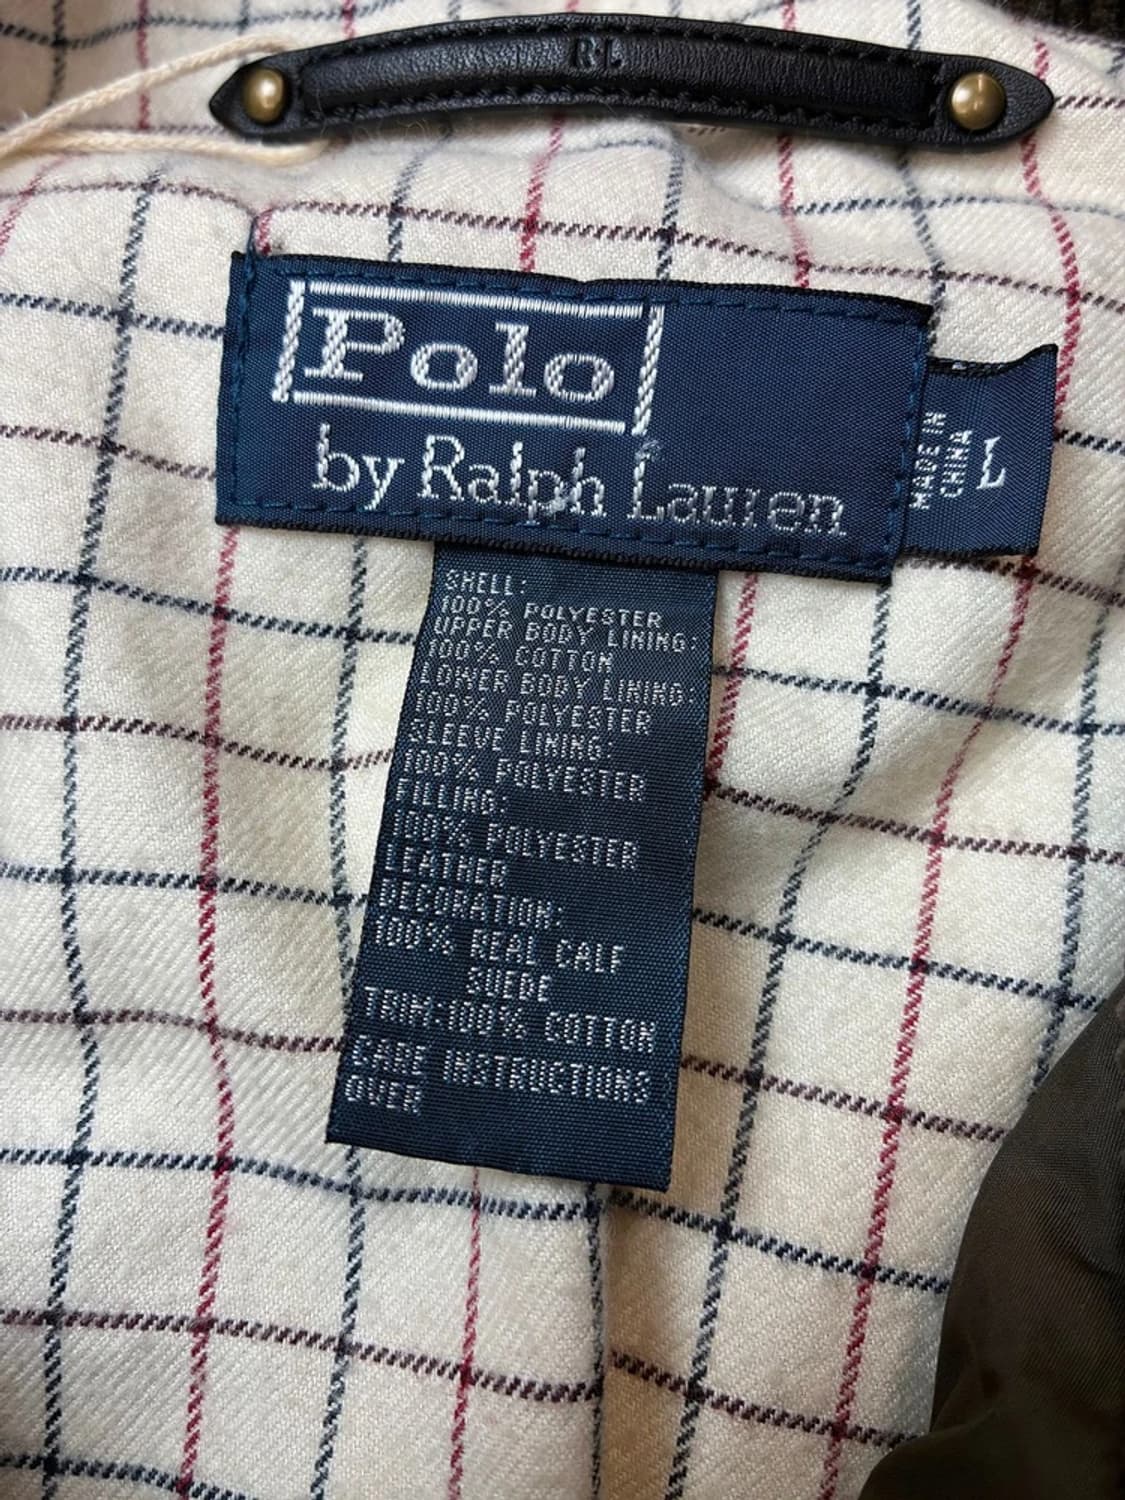 RL
Polo
by Ralph Lauren
MADE IN
CHINA
L
SHELL:
100% POLYESTER
UPPER BODY LINING:
100% COTTON
LOWER BODY LINING:
100% POLYESTER
SLEEVE LINING:
100% POLYESTER
FILLING:
100% POLYESTER
LEATHER
DECORATION:
100% REAL CALF
SUEDE
TRIM:100% COTTON
CARE INSTRUCTIONS
OVER